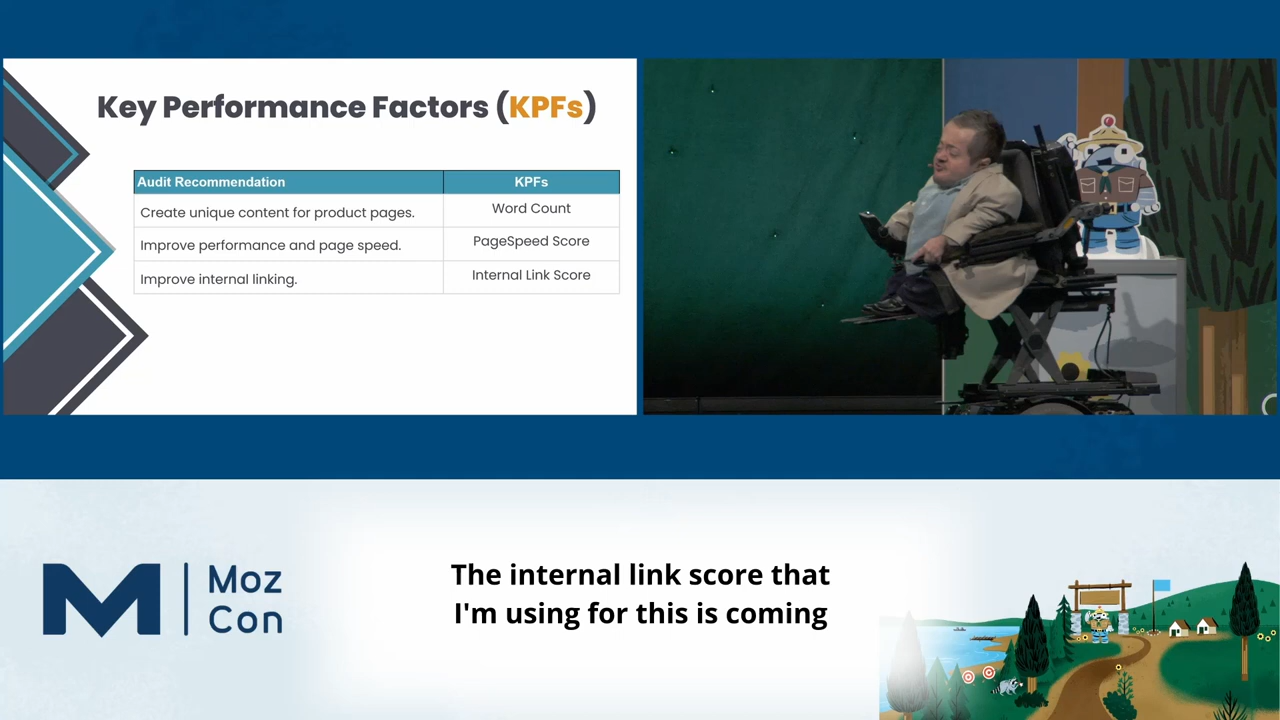 Key Performance Factors (KPFs)
Audit Recommendation KPFs
Create unique content for product pages. Word Count
Improve performance and page speed. PageSpeed Score
Improve internal linking. Internal Link Score
Moz
Con
The internal link score that
I'm using for this is coming